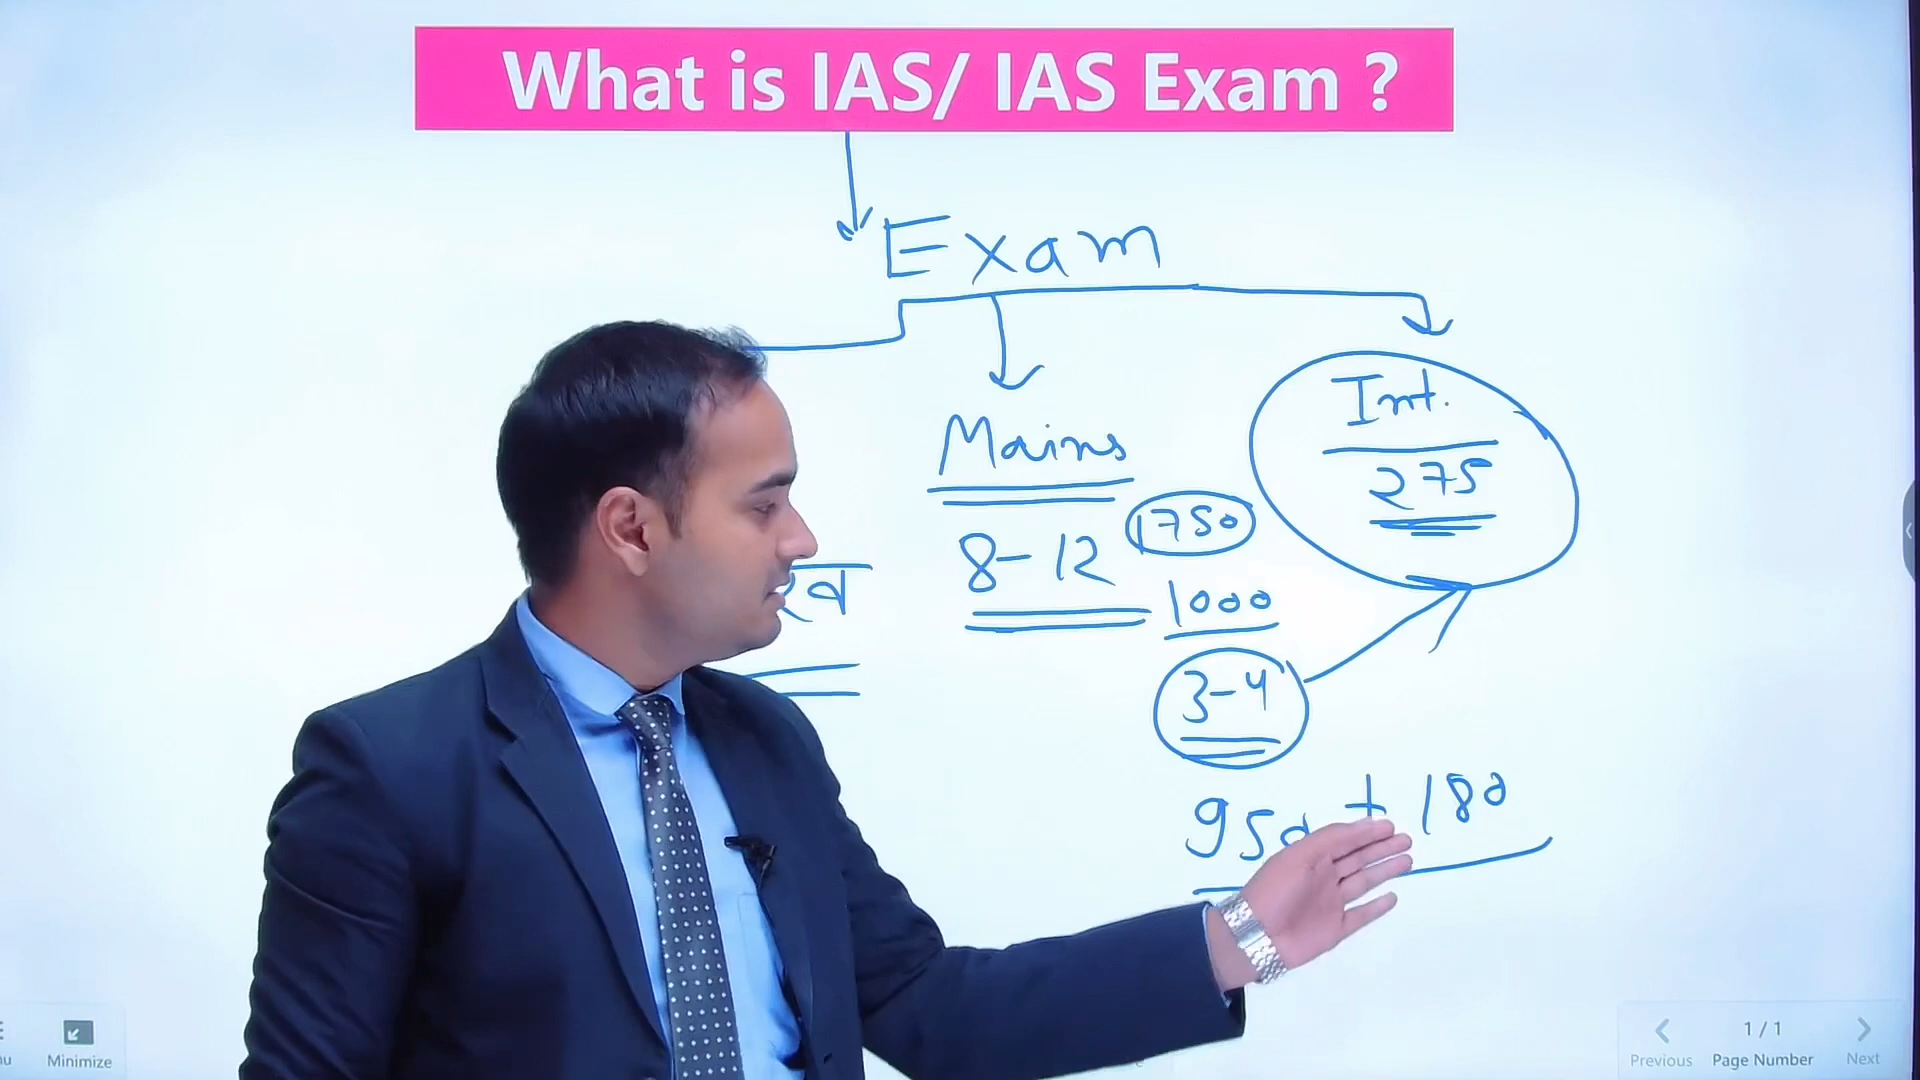 What is IAS/ IAS Exam ?
Exam
Int.
275
Mains
1750
8-12
1000
3-4
950 + 180
Minimize
1 / 1
Previous Page Number Next